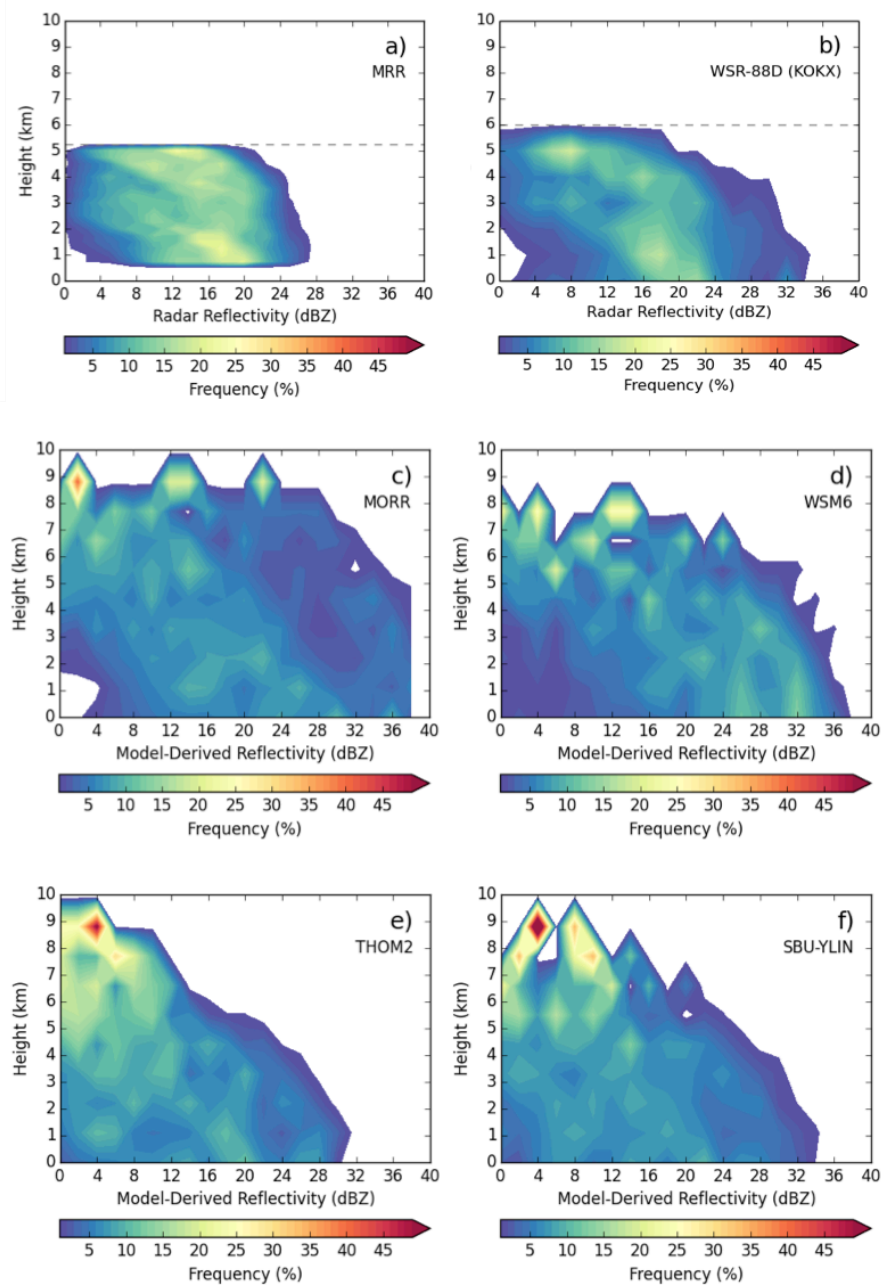 a)
MRR
10
9
8
7
6
5
4
3
2
1
0
Height (km)
0 4 8 12 16 20 24 28 32 36 40
Radar Reflectivity (dBZ)
5 10 15 20 25 30 35 40 45
Frequency (%)
b)
WSR-88D (KOKX)
10
9
8
7
6
5
4
3
2
1
0
Height (km)
0 4 8 12 16 20 24 28 32 36 40
Radar Reflectivity (dBZ)
5 10 15 20 25 30 35 40 45
Frequency (%)
c)
MORR
10
9
8
7
6
5
4
3
2
1
0
Height (km)
0 4 8 12 16 20 24 28 32 36 40
Model-Derived Reflectivity (dBZ)
5 10 15 20 25 30 35 40 45
Frequency (%)
d)
WSM6
10
9
8
7
6
5
4
3
2
1
0
Height (km)
0 4 8 12 16 20 24 28 32 36 40
Model-Derived Reflectivity (dBZ)
5 10 15 20 25 30 35 40 45
Frequency (%)
e)
THOM2
10
9
8
7
6
5
4
3
2
1
0
Height (km)
0 4 8 12 16 20 24 28 32 36 40
Model-Derived Reflectivity (dBZ)
5 10 15 20 25 30 35 40 45
Frequency (%)
f)
SBU-YLIN
10
9
8
7
6
5
4
3
2
1
0
Height (km)
0 4 8 12 16 20 24 28 32 36 40
Model-Derived Reflectivity (dBZ)
5 10 15 20 25 30 35 40 45
Frequency (%)